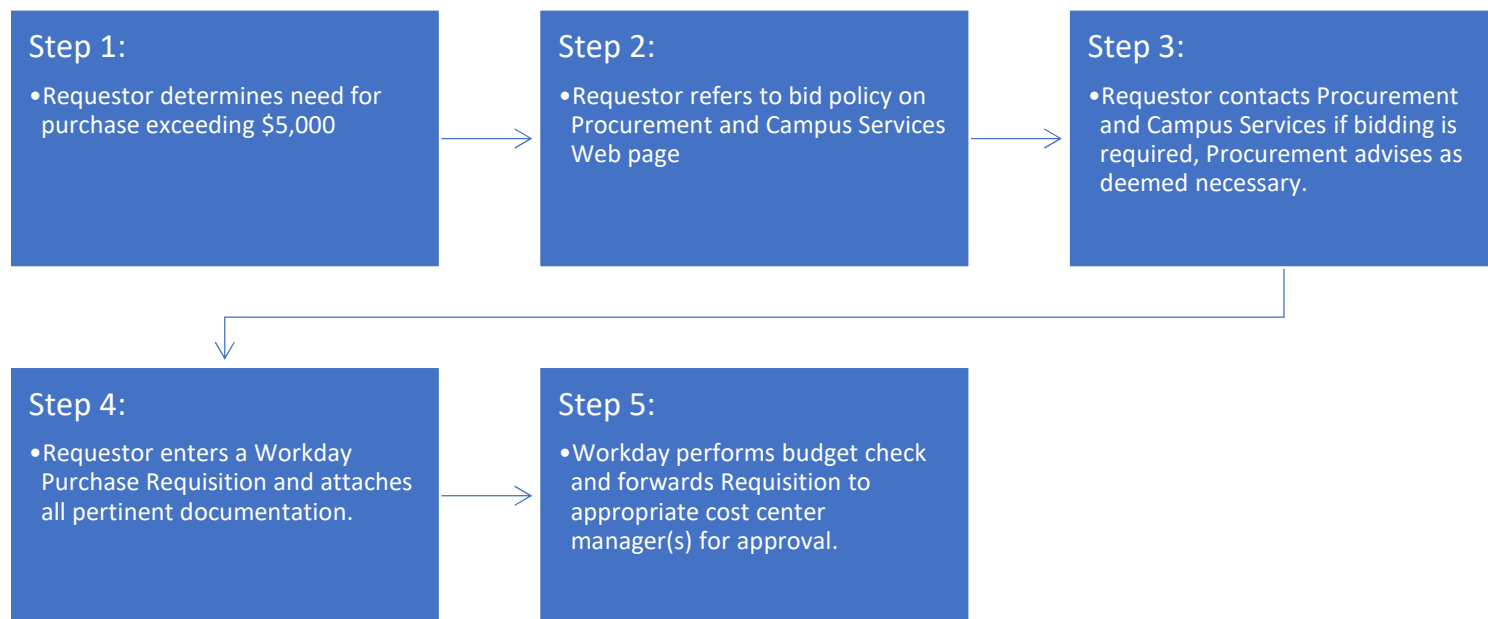 Step 1:
•Requestor determines need for
purchase exceeding $5,000
Step 2:
•Requestor refers to bid policy on
Procurement and Campus Services
Web page
Step 3:
•Requestor contacts Procurement
and Campus Services if bidding is
required, Procurement advises as
deemed necessary.
Step 4:
•Requestor enters a Workday
Purchase Requisition and attaches
all pertinent documentation.
Step 5:
•Workday performs budget check
and forwards Requisition to
appropriate cost center
manager(s) for approval.